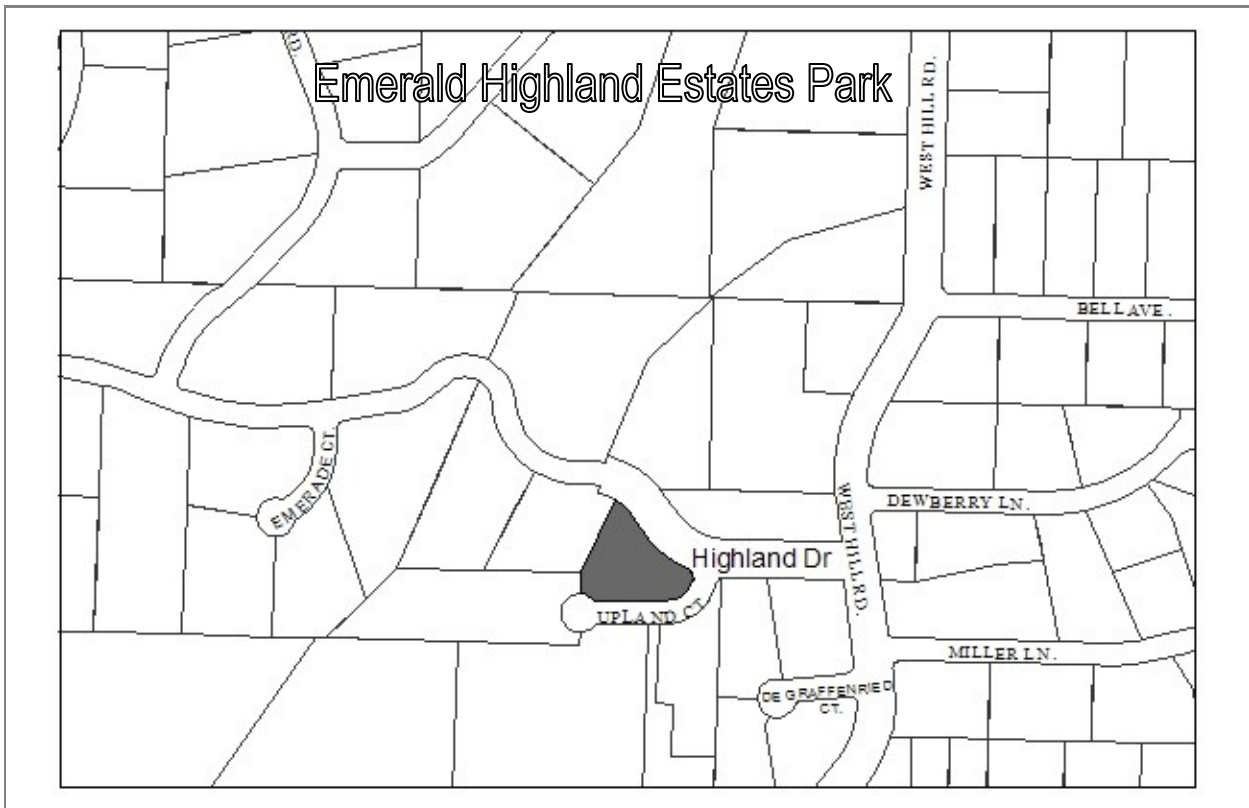 RD.
Emerald Highland Estates Park
WEST HILL RD.
BELL AVE.
EMERADE CT.
DEWBERRY LN.
WEST HILL RD.
Highland Dr
UPLAND CT.
MILLER LN.
DE GRAFFENRIED
CT.